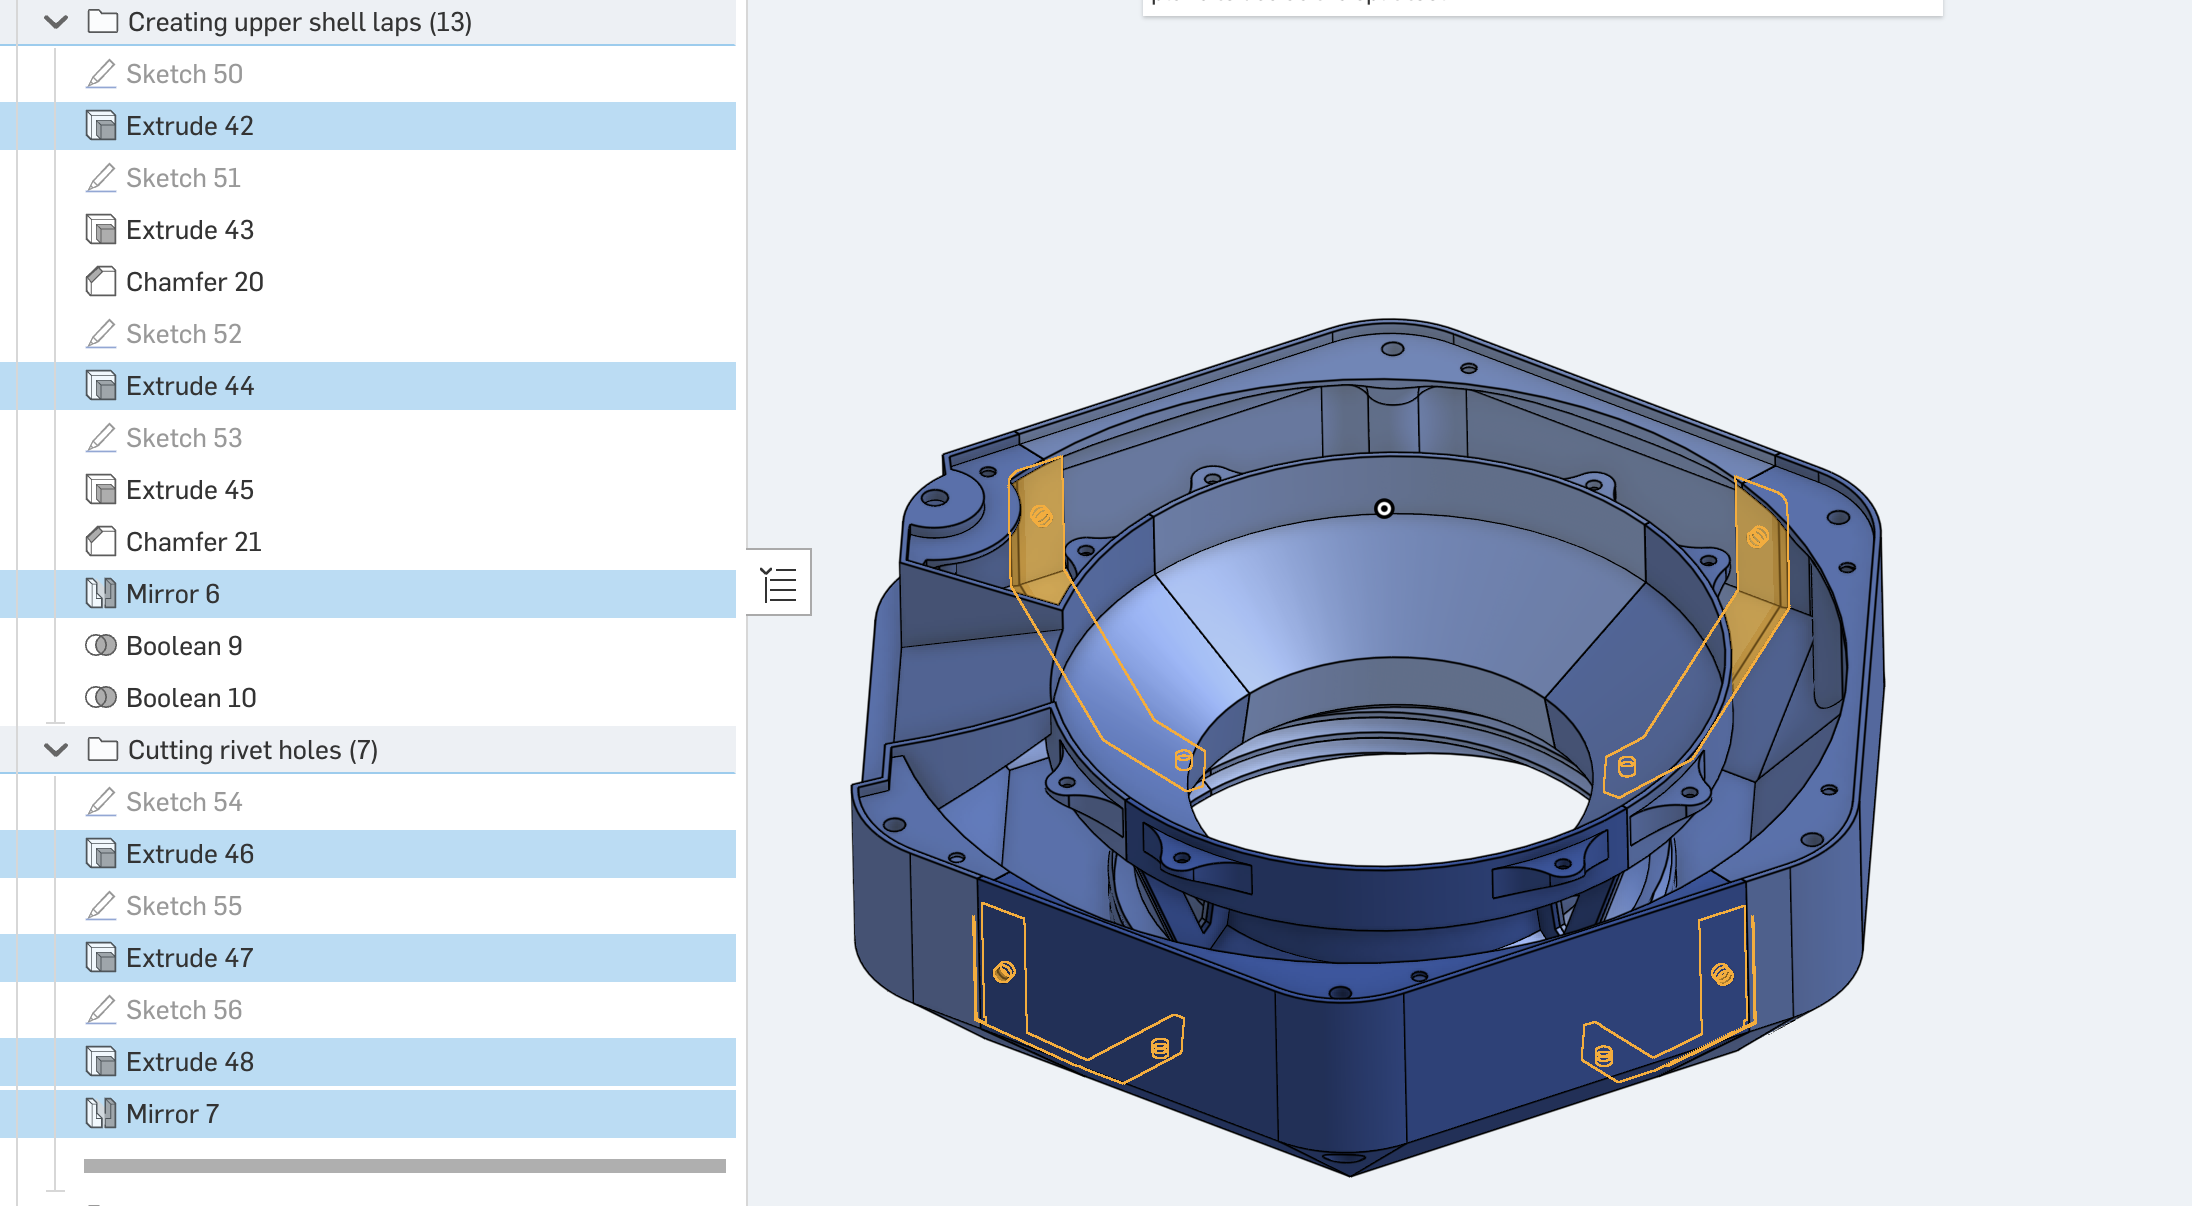 Creating upper shell laps (13)
Sketch 50
Extrude 42
Sketch 51
Extrude 43
Chamfer 20
Sketch 52
Extrude 44
Sketch 53
Extrude 45
Chamfer 21
Mirror 6
Boolean 9
Boolean 10
Cutting rivet holes (7)
Sketch 54
Extrude 46
Sketch 55
Extrude 47
Sketch 56
Extrude 48
Mirror 7